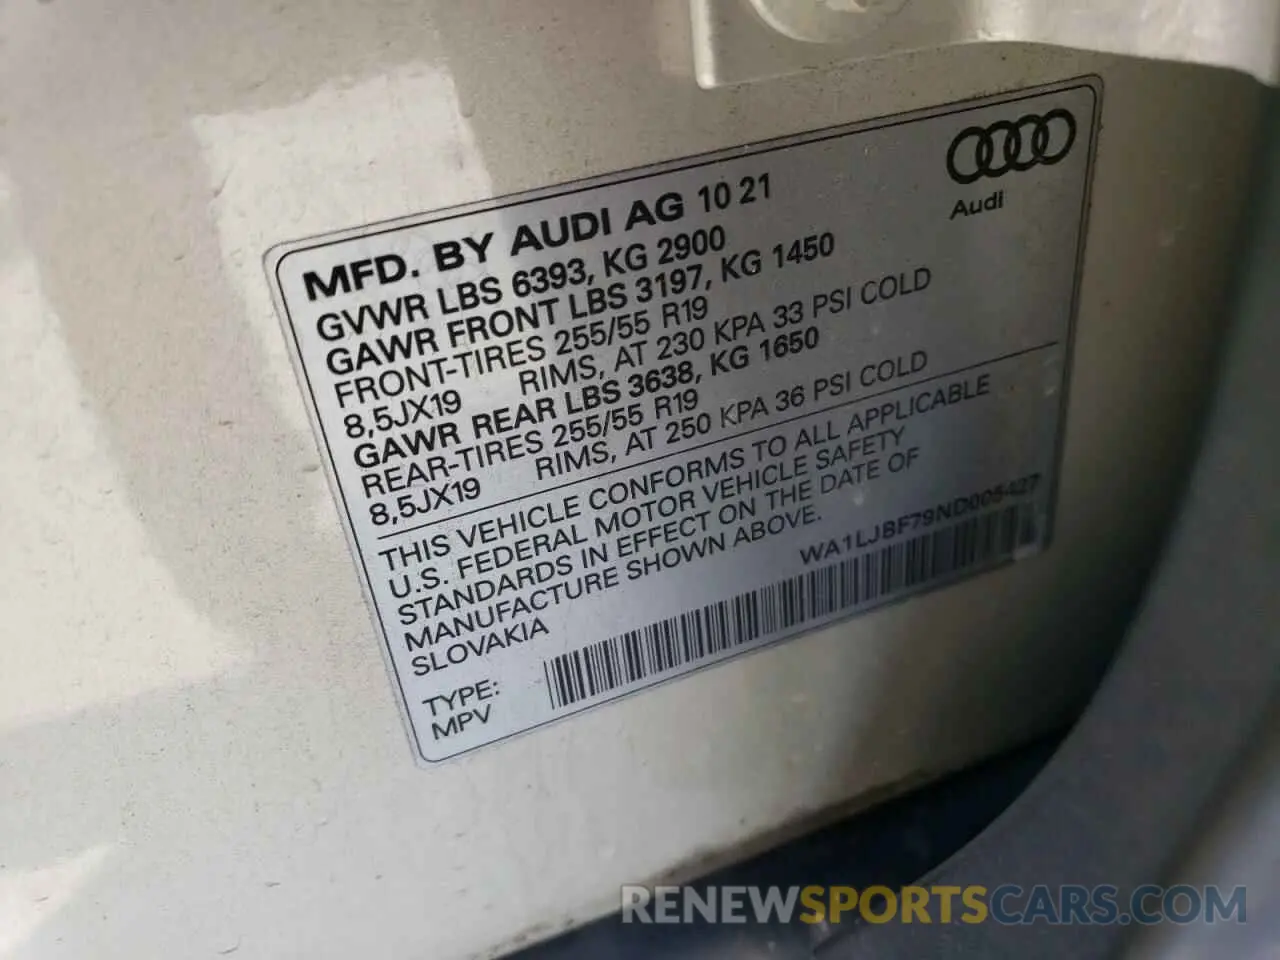 MFD. BY AUDI AG 10 21
GVWR LBS 6393, KG 2900
GAWR FRONT LBS 3197, KG 1450
FRONT-TIRES 255/55 R19
8,5JX19 RIMS, AT 230 KPA 33 PSI COLD
GAWR REAR LBS 3638, KG 1650
REAR-TIRES 255/55 R19
8,5JX19 RIMS, AT 250 KPA 36 PSI COLD
THIS VEHICLE CONFORMS TO ALL APPLICABLE
U.S. FEDERAL MOTOR VEHICLE SAFETY
STANDARDS IN EFFECT ON THE DATE OF
MANUFACTURE SHOWN ABOVE.
SLOVAKIA
WA1LJBF79ND005427
TYPE:
MPV
Audi
RENEWSPORTSCARS.COM